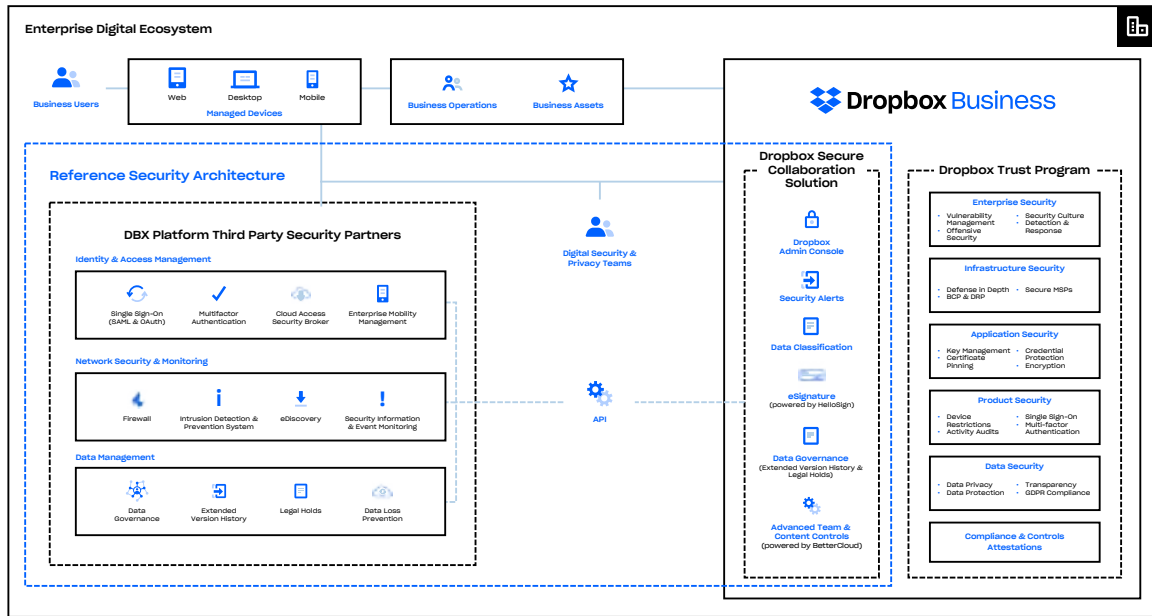 Enterprise Digital Ecosystem
Business Users
Web
Desktop
Mobile
Managed Devices
Business Operations
Business Assets
Dropbox Business
Reference Security Architecture
DBX Platform Third Party Security Partners
Identity & Access Management
Single Sign-On
(SAML & OAuth)
Multifactor
Authentication
Cloud Access
Security Broker
Enterprise Mobility
Management
Network Security & Monitoring
Firewall
Intrusion Detection &
Prevention System
eDiscovery
Security Information
& Event Monitoring
Data Management
Data
Governance
Extended
Version History
Legal Holds
Data Loss
Prevention
Digital Security &
Privacy Teams
API
Dropbox Secure
Collaboration
Solution
Dropbox
Admin Console
Security Alerts
Data Classification
eSignature
(powered by HelloSign)
Data Governance
(Extended Version History &
Legal Holds)
Advanced Team &
Content Controls
(powered by BetterCloud)
Dropbox Trust Program
Enterprise Security
• Vulnerability
Management
• Offensive
Security
• Security Culture
• Detection &
Response
Infrastructure Security
• Defense in Depth
• BCP & DRP
• Secure MSPs
Application Security
• Key Management
• Certificate
Pinning
• Credential
Protection
• Encryption
Product Security
• Device
Restrictions
• Activity Audits
• Single Sign-On
• Multi-factor
Authentication
Data Security
• Data Privacy
• Data Protection
• Transparency
• GDPR Compliance
Compliance & Controls
Attestations